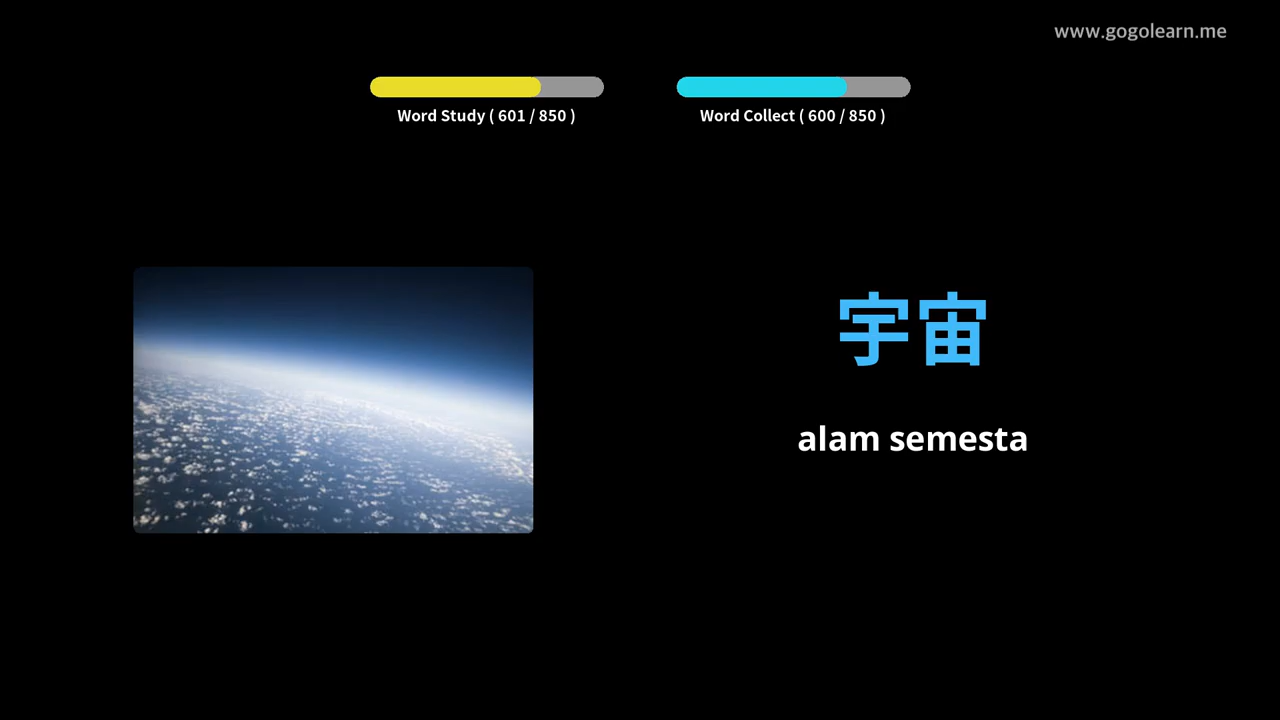 www.gogolearn.me
Word Study ( 601 / 850 )
Word Collect ( 600 / 850 )
宇宙
alam semesta